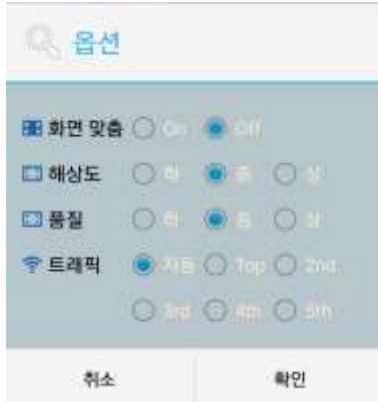 옵션
화면 맞춤 On Off
해상도 하 중 상
품질 하 중 상
트래픽 자동 Top 2nd
3rd 4th 5th
취소 확인